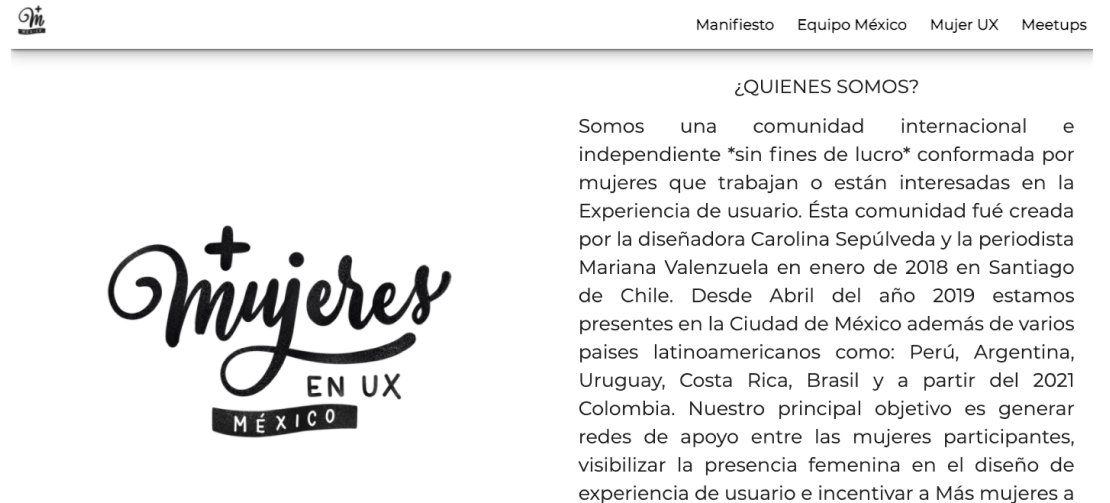 Manifiesto Equipo México Mujer UX Meetups
+mujeres
EN UX
MÉXICO
¿QUIENES SOMOS?
Somos una comunidad internacional e
independiente *sin fines de lucro* conformada por
mujeres que trabajan o están interesadas en la
Experiencia de usuario. Ésta comunidad fué creada
por la diseñadora Carolina Sepúlveda y la periodista
Mariana Valenzuela en enero de 2018 en Santiago
de Chile. Desde Abril del año 2019 estamos
presentes en la Ciudad de México además de varios
paises latinoamericanos como: Perú, Argentina,
Uruguay, Costa Rica, Brasil y a partir del 2021
Colombia. Nuestro principal objetivo es generar
redes de apoyo entre las mujeres participantes,
visibilizar la presencia femenina en el diseño de
experiencia de usuario e incentivar a Más mujeres a